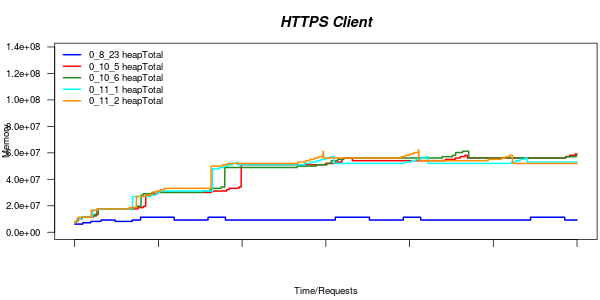 HTTPS Client
1.4e+08
1.2e+08
1.0e+08
8.0e+07
6.0e+07
4.0e+07
2.0e+07
0.0e+00
Memory
0_8_23 heapTotal
0_10_5 heapTotal
0_10_6 heapTotal
0_11_1 heapTotal
0_11_2 heapTotal
Time/Requests